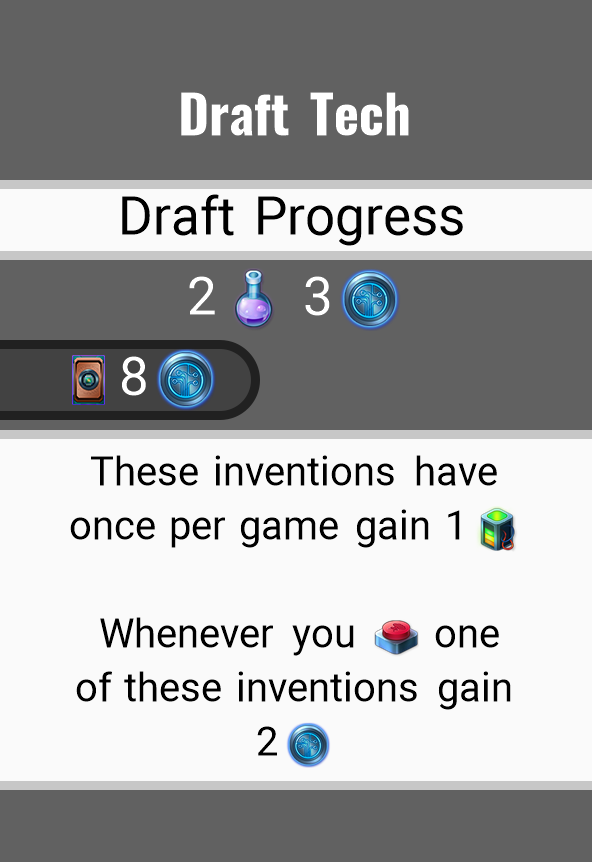 Draft Tech
Draft Progress
2 3
8
These inventions have
once per game gain 1
Whenever you one
of these inventions gain
2